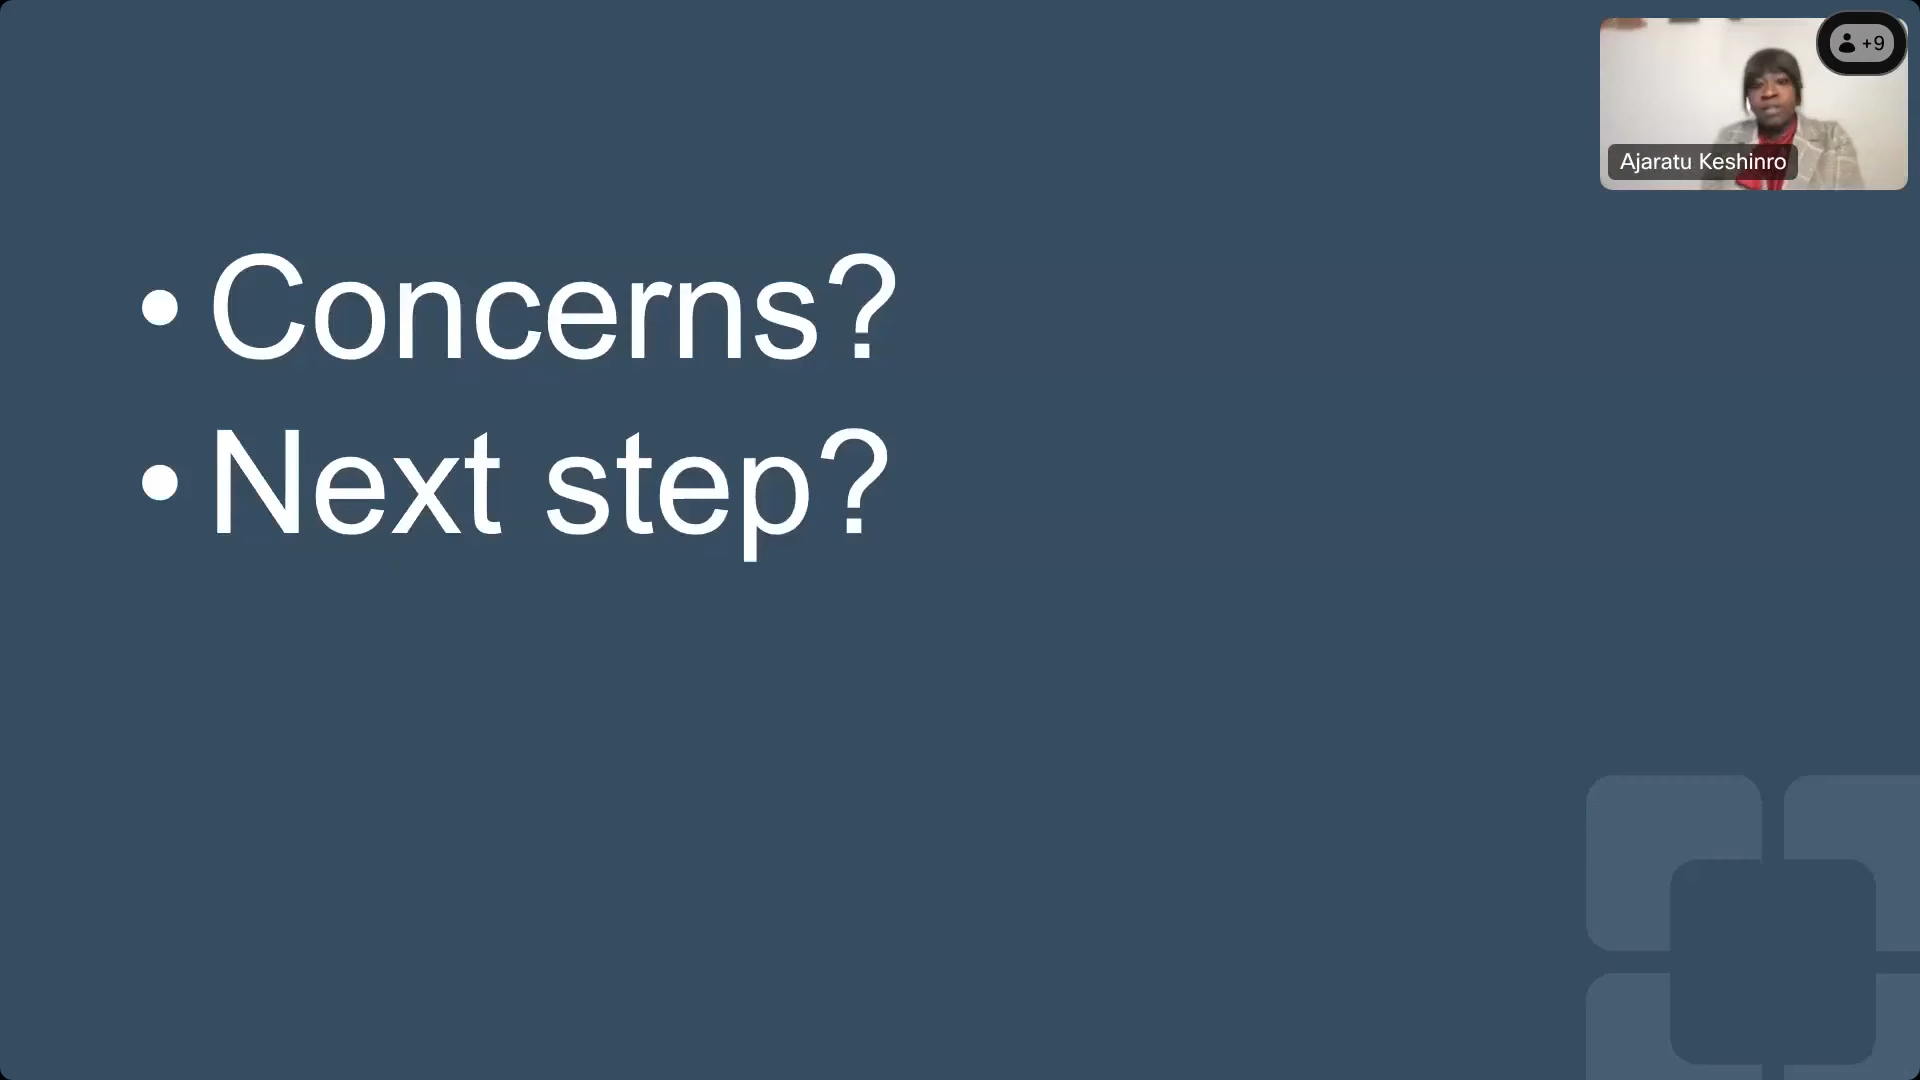 +9
Ajaratu Keshinro
• Concerns?
• Next step?